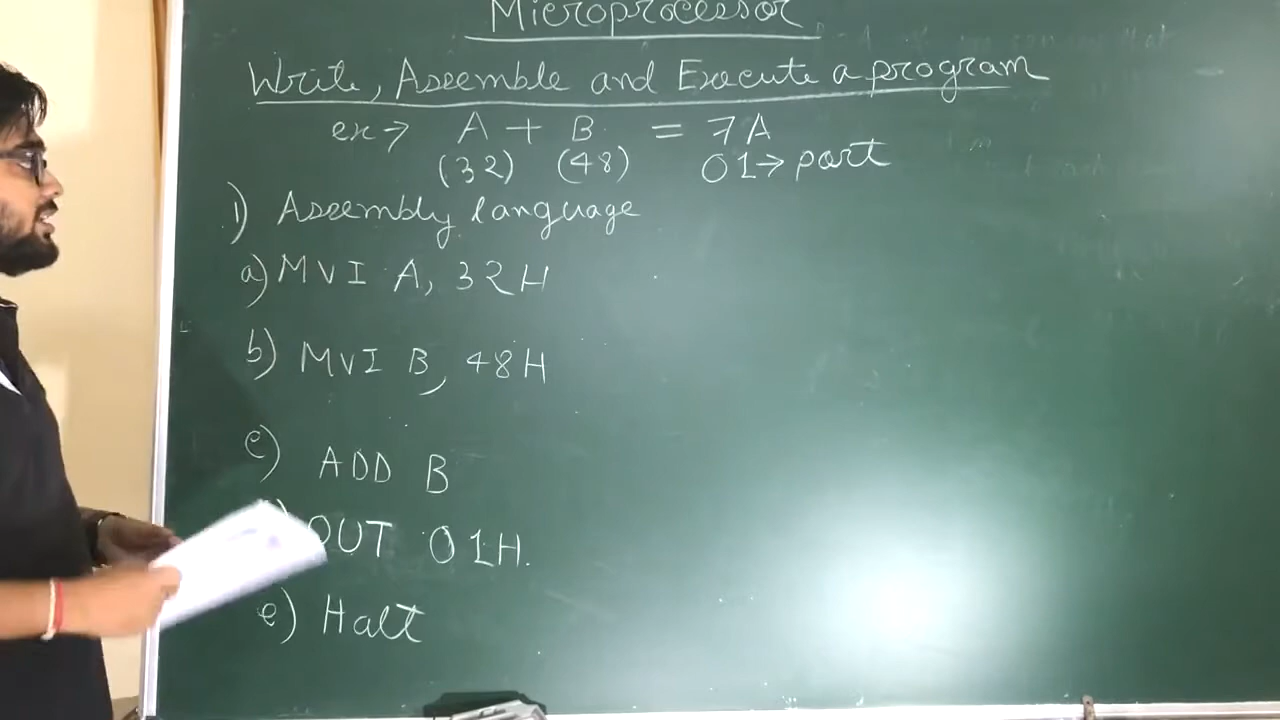 Microprocessor
Write, Assemble and Execute a program
ex → A + B = 7A
(32) (48) 01 → port
1) Assembly language
a) MVI A, 32H
b) MVI B, 48H
c) ADD B
) OUT 01H.
e) Halt